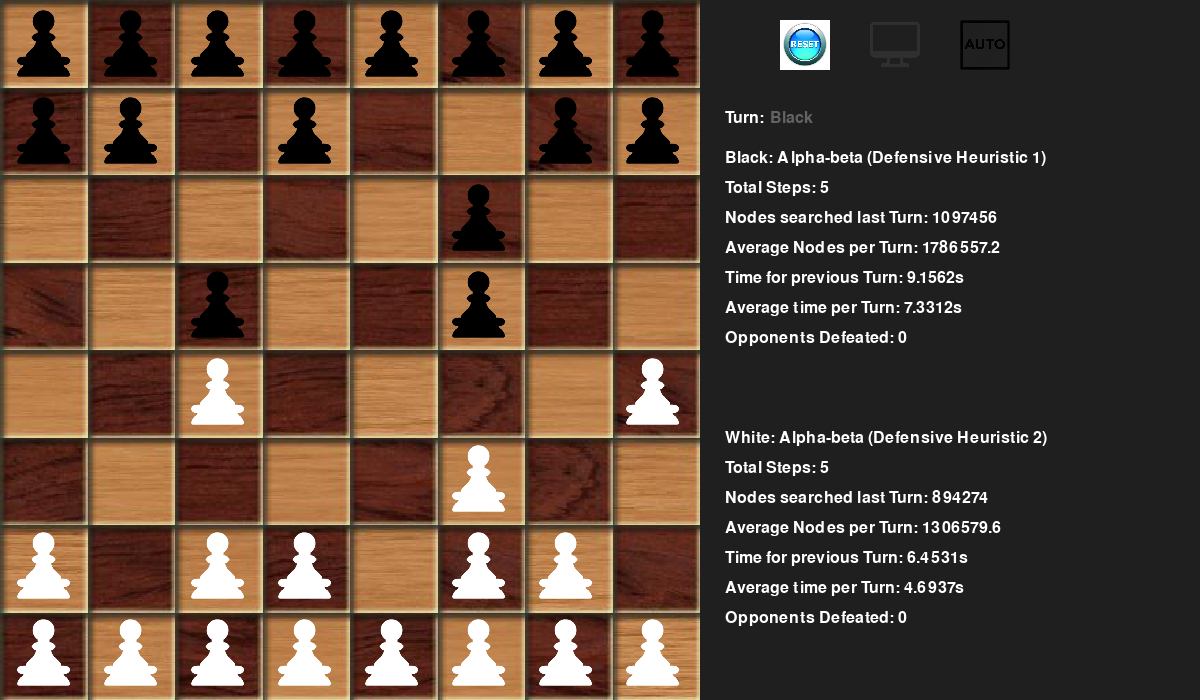 RESET
AUTO
Turn: Black
Black: Alpha-beta (Defensive Heuristic 1)
Total Steps: 5
Nodes searched last Turn: 1097456
Average Nodes per Turn: 1786557.2
Time for previous Turn: 9.1562s
Average time per Turn: 7.3312s
Opponents Defeated: 0
White: Alpha-beta (Defensive Heuristic 2)
Total Steps: 5
Nodes searched last Turn: 894274
Average Nodes per Turn: 1306579.6
Time for previous Turn: 6.4531s
Average time per Turn: 4.6937s
Opponents Defeated: 0